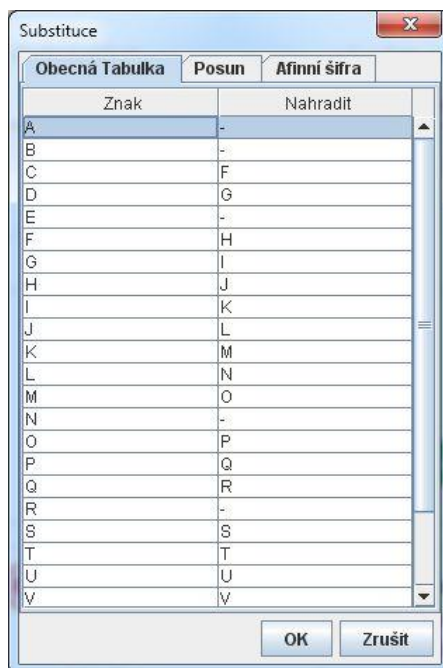 Substituce
Obecná Tabulka Posun Afinní šifra
Znak Nahradit
A -
B -
C F
D G
E -
F H
G I
H J
I K
J L
K M
L N
M O
N -
O P
P Q
Q R
R -
S S
T T
U U
V V
OK Zrušit